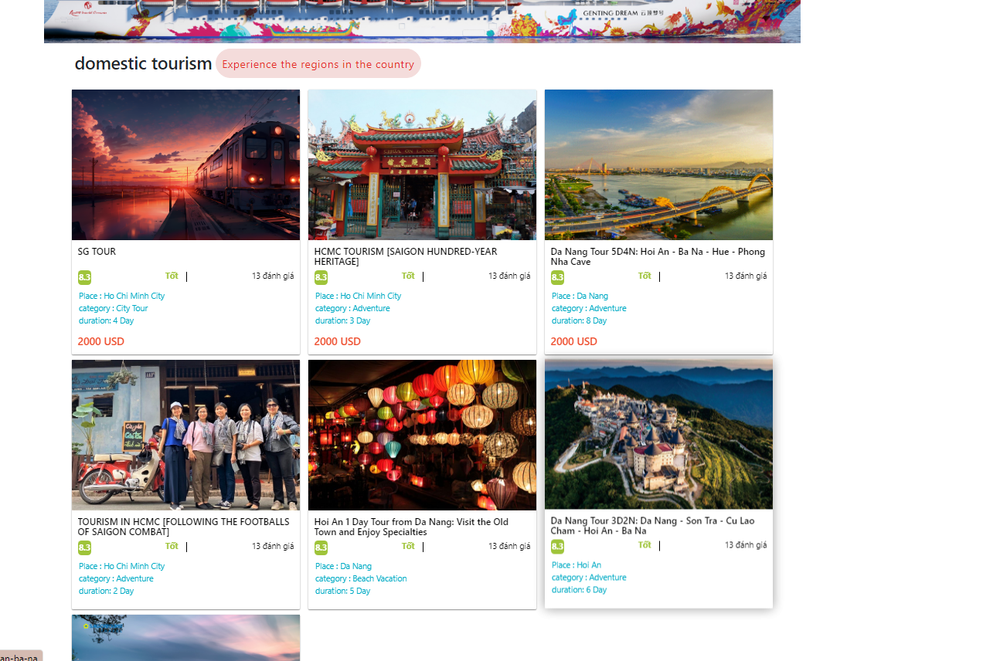 GENTING DREAM 云顶梦号
domestic tourism Experience the regions in the country
SG TOUR
8.3 Tốt | 13 đánh giá
Place : Ho Chi Minh City
category : City Tour
duration: 4 Day
2000 USD
HCMC TOURISM [SAIGON HUNDRED-YEAR
HERITAGE]
8.3 Tốt | 13 đánh giá
Place : Ho Chi Minh City
category : Adventure
duration: 3 Day
2000 USD
Da Nang Tour 5D4N: Hoi An - Ba Na - Hue - Phong
Nha Cave
8.3 Tốt | 13 đánh giá
Place : Da Nang
category : Adventure
duration: 8 Day
2000 USD
TOURISM IN HCMC [FOLLOWING THE FOOTBALLS
OF SAIGON COMBAT]
8.3 Tốt | 13 đánh giá
Place : Ho Chi Minh City
category : Adventure
duration: 2 Day
Hoi An 1 Day Tour from Da Nang: Visit the Old
Town and Enjoy Specialties
8.3 Tốt | 13 đánh giá
Place : Da Nang
category : Beach Vacation
duration: 5 Day
Da Nang Tour 3D2N: Da Nang - Son Tra - Cu Lao
Cham - Hoi An - Ba Na
8.3 Tốt | 13 đánh giá
Place : Hoi An
category : Adventure
duration: 6 Day
an-ba-na